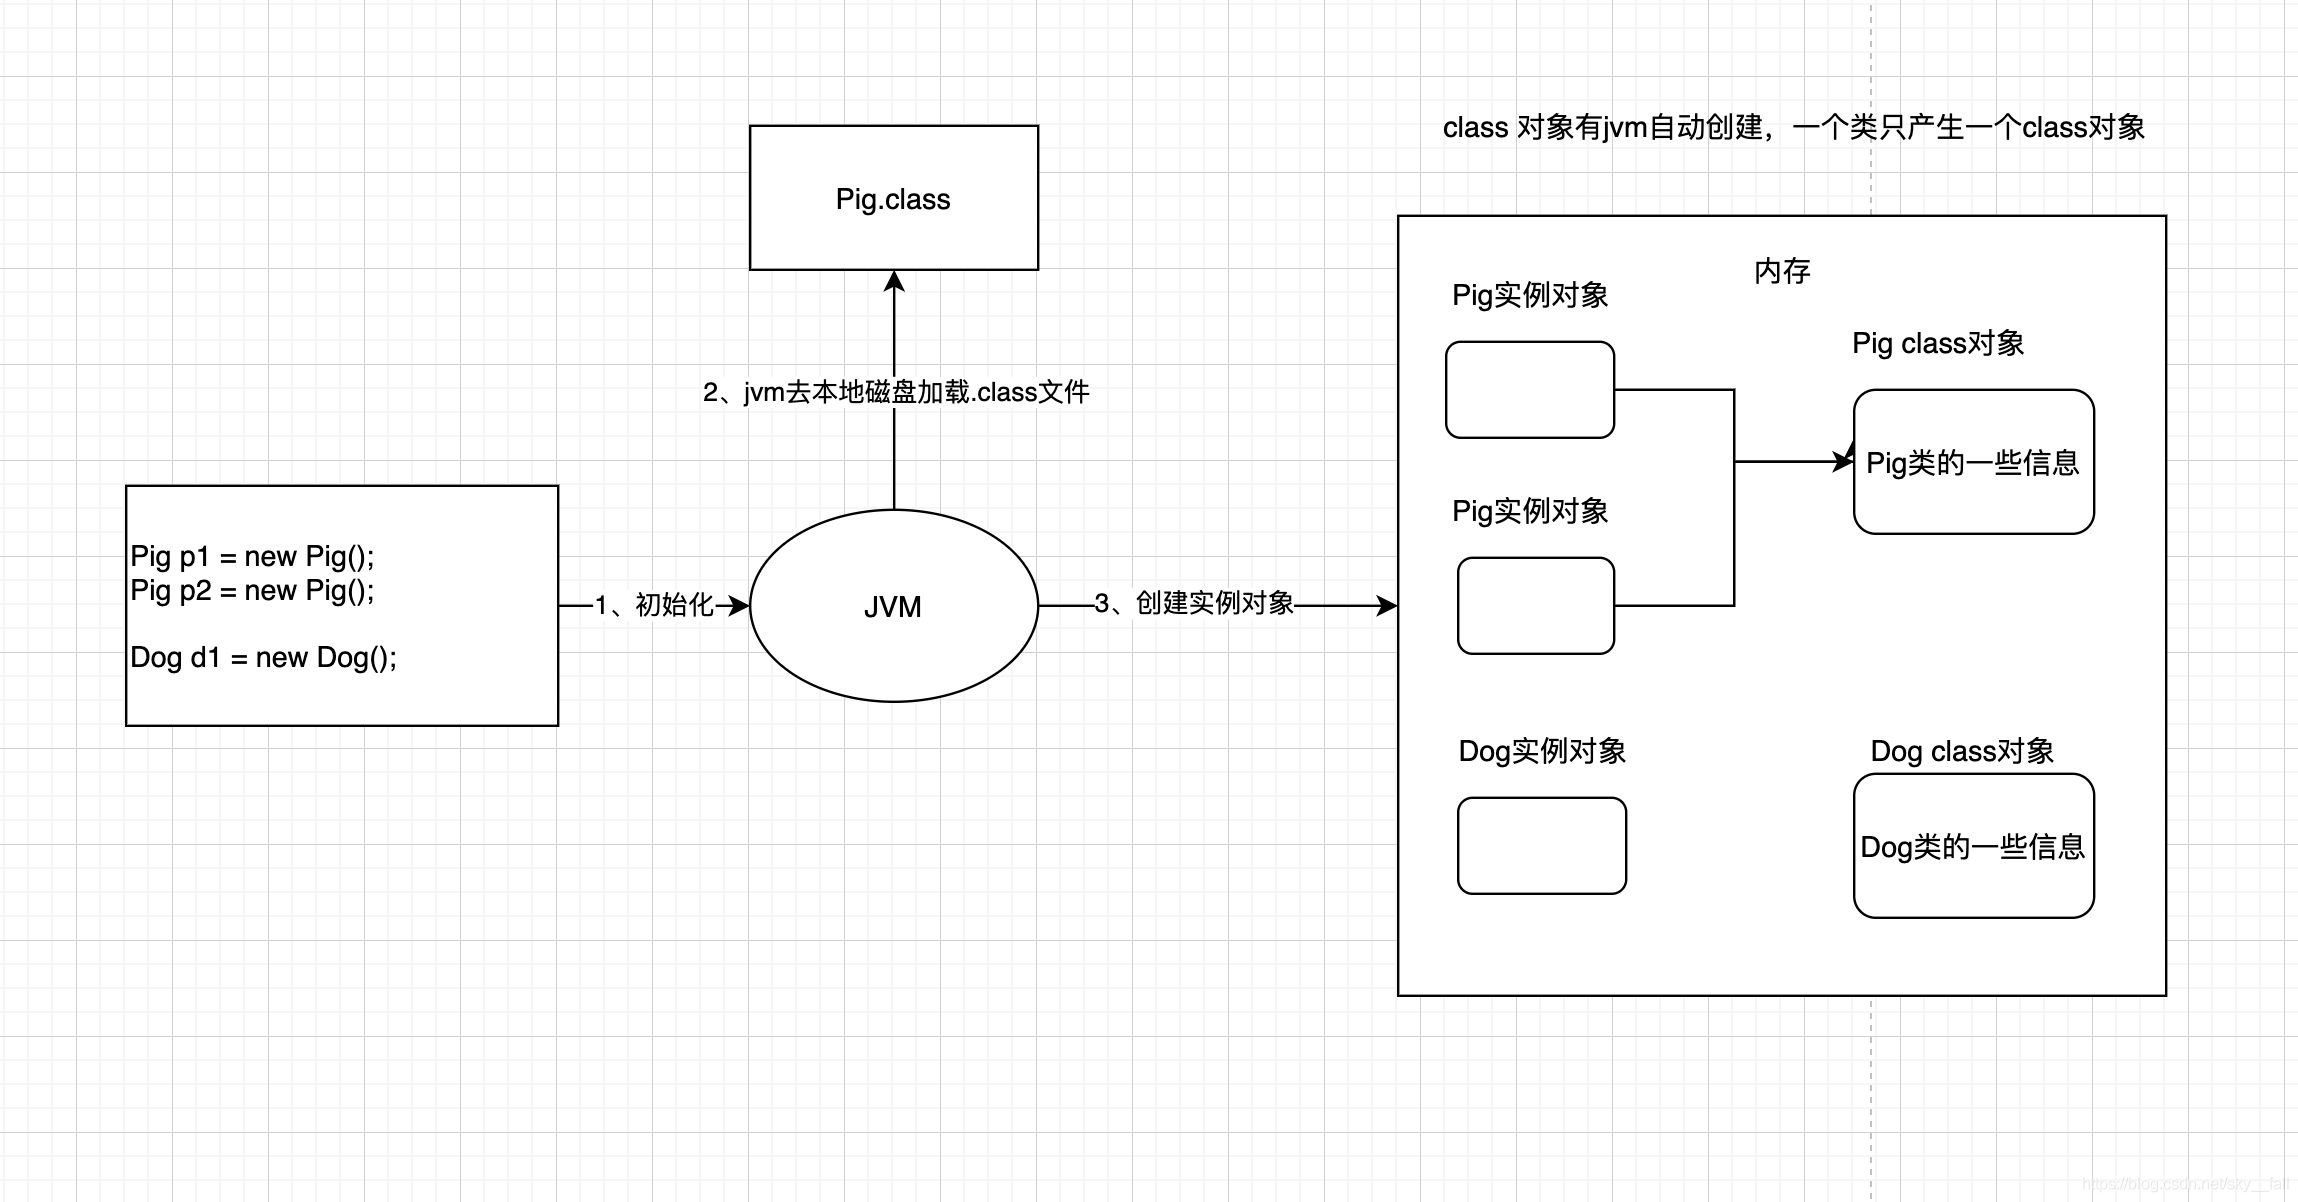 class 对象有jvm自动创建，一个类只产生一个class对象
Pig.class
内存
Pig实例对象
Pig class对象
2、jvm去本地磁盘加载.class文件
Pig类的一些信息
Pig实例对象
Pig p1 = new Pig();
Pig p2 = new Pig();
Dog d1 = new Dog();
1、初始化
JVM
3、创建实例对象
Dog实例对象
Dog class对象
Dog类的一些信息
https://blog.csdn.net/sky__fall